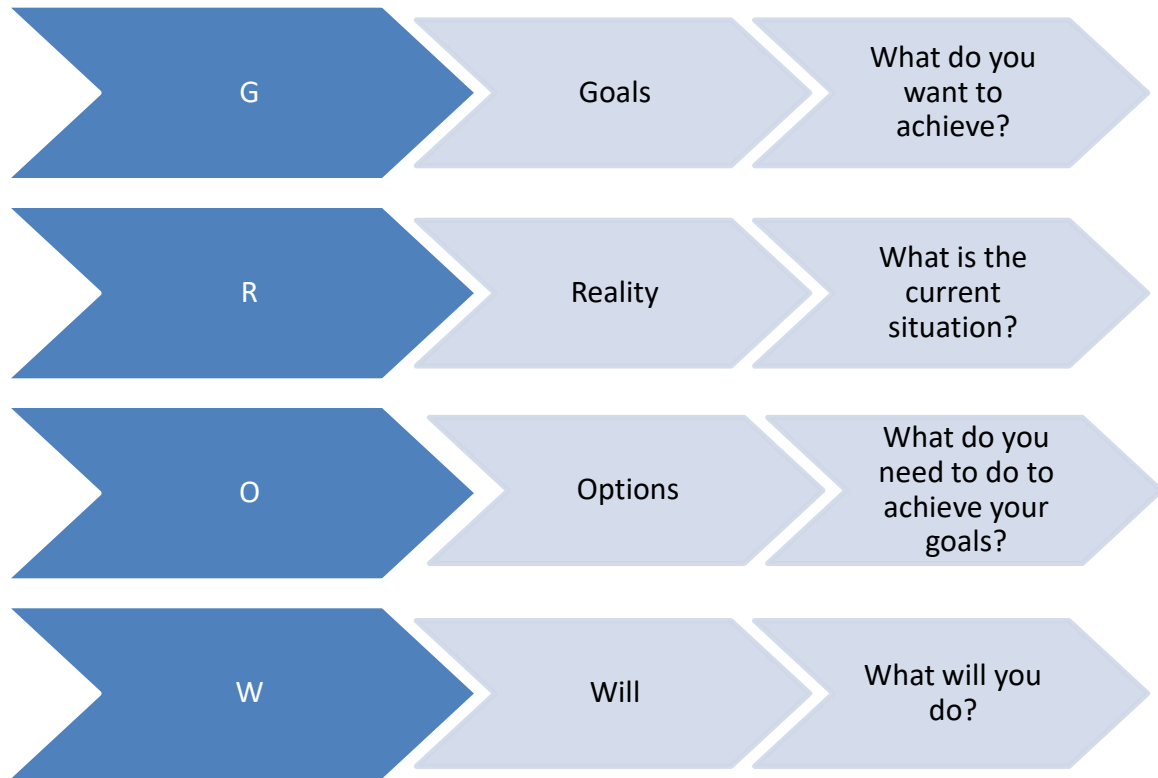 G
Goals
What do you
want to
achieve?
R
Reality
What is the
current
situation?
O
Options
What do you
need to do to
achieve your
goals?
W
Will
What will you
do?